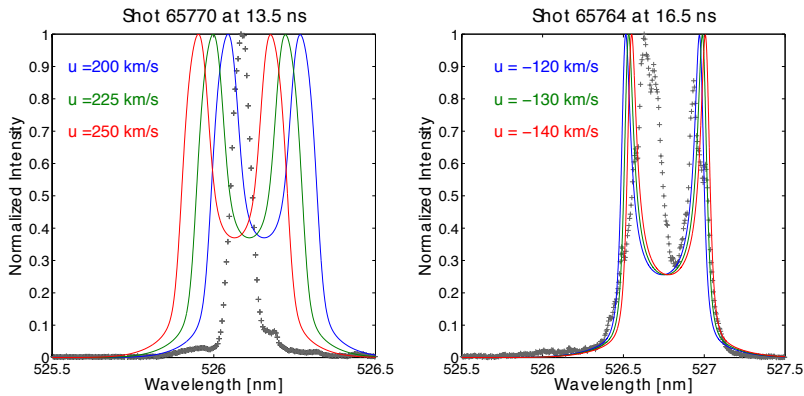 Shot 65770 at 13.5 ns
Normalized Intensity
1
0.9
0.8
0.7
0.6
0.5
0.4
0.3
0.2
0.1
0
u =200 km/s
u =225 km/s
u =250 km/s
525.5
526
526.5
Wavelength [nm]
Shot 65764 at 16.5 ns
Normalized Intensity
1
0.9
0.8
0.7
0.6
0.5
0.4
0.3
0.2
0.1
0
u = −120 km/s
u = −130 km/s
u = −140 km/s
525.5
526
526.5
527
527.5
Wavelength [nm]